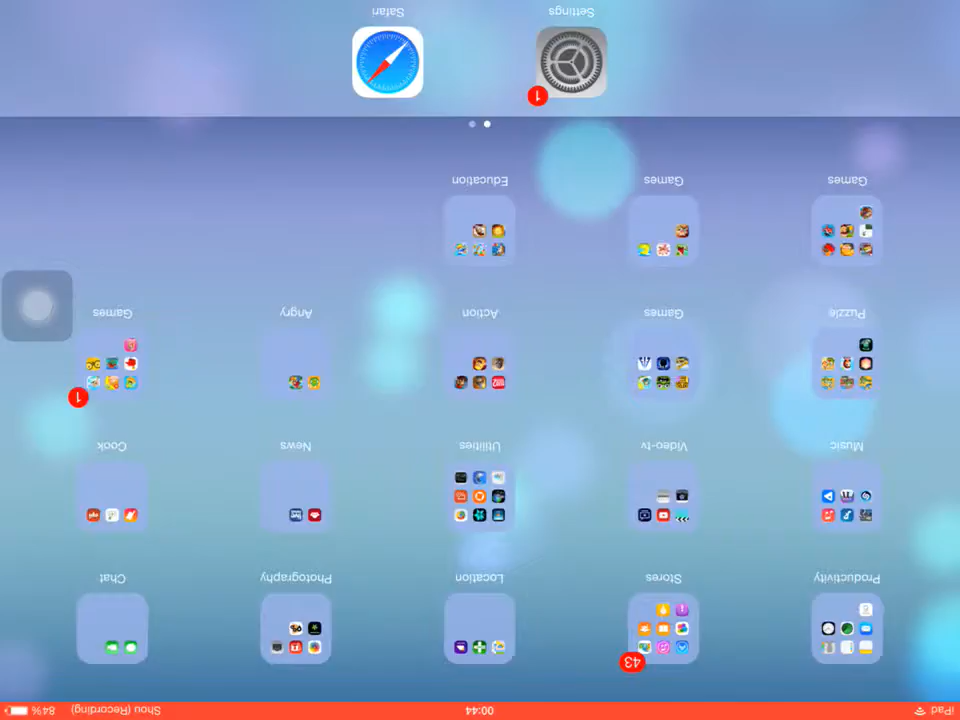 iPad 00:44 Shou (Recording) 84%
43
Productivity Stores Location Photography Chat
Music Video-tv Utilities News Cook
1
Puzzle Games Action Angry Games
Games Games Education
1
Settings Safari